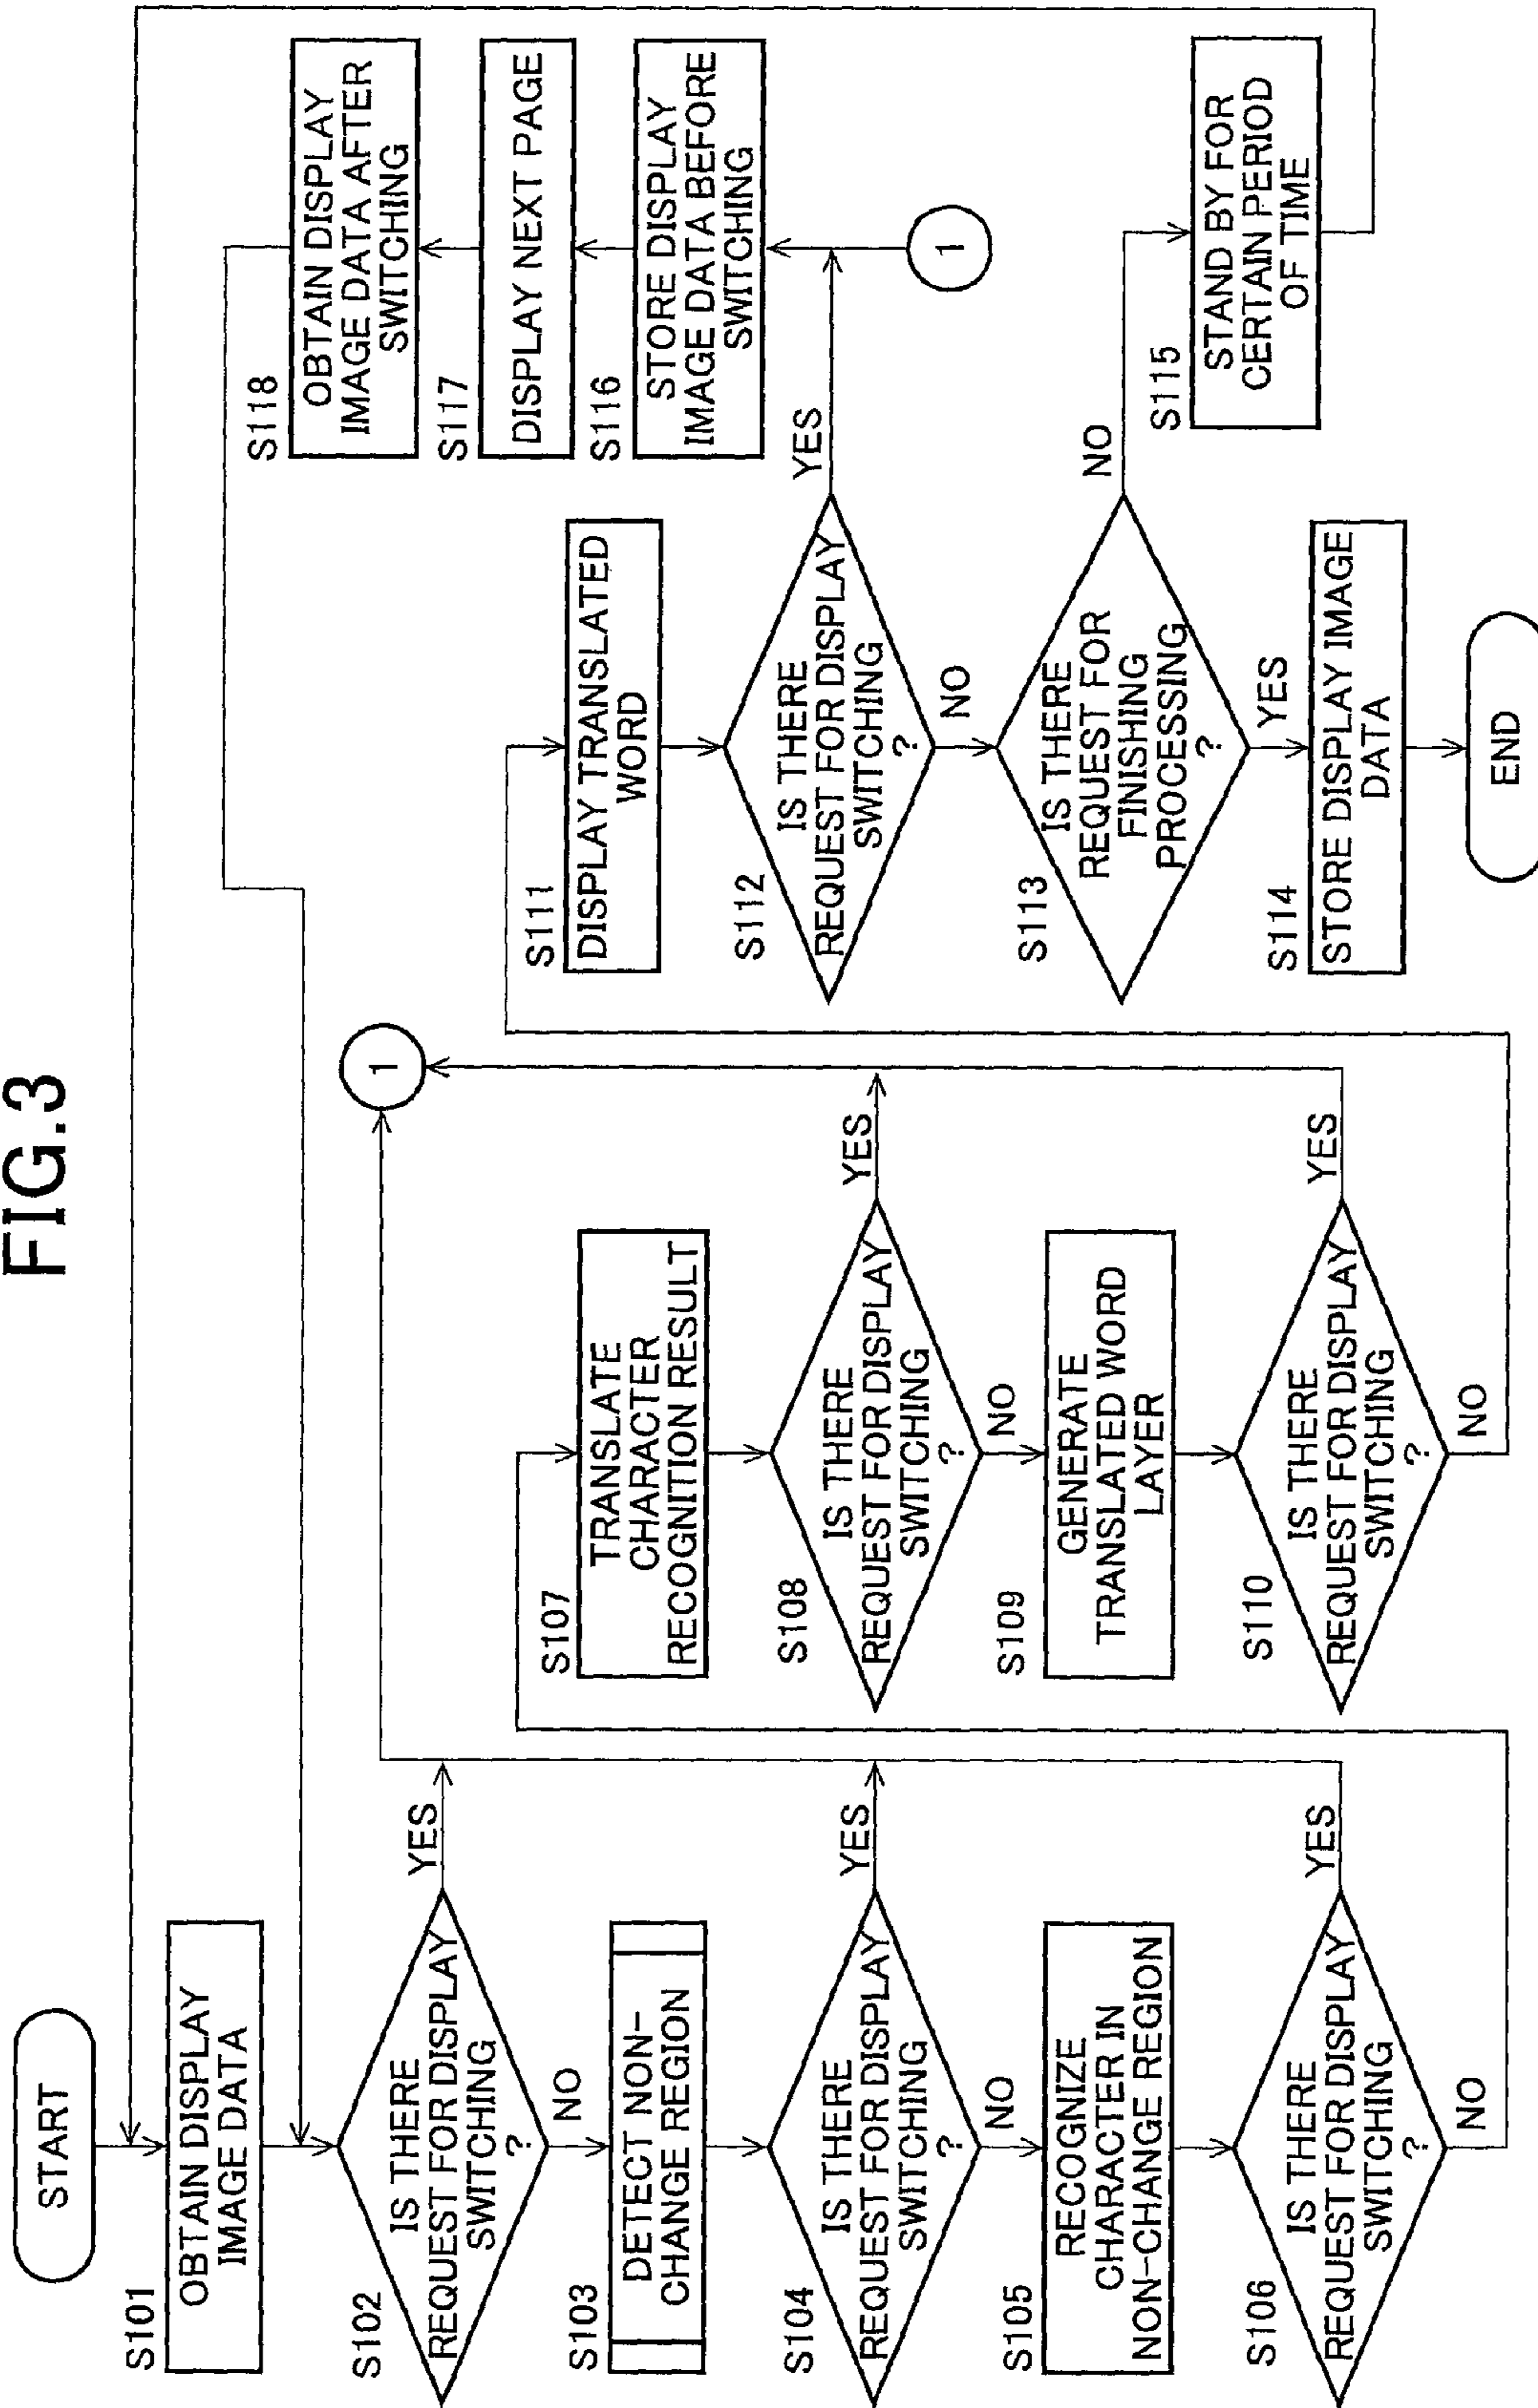 FIG.3
START
S101
OBTAIN DISPLAY
IMAGE DATA
S102
IS THERE
REQUEST FOR DISPLAY
SWITCHING
?
YES
NO
S103
DETECT NON-
CHANGE REGION
S104
IS THERE
REQUEST FOR DISPLAY
SWITCHING
?
YES
NO
S105
RECOGNIZE
CHARACTER IN
NON-CHANGE REGION
S106
IS THERE
REQUEST FOR DISPLAY
SWITCHING
?
YES
NO
1
S107
TRANSLATE
CHARACTER
RECOGNITION RESULT
S108
IS THERE
REQUEST FOR DISPLAY
SWITCHING
?
YES
NO
S109
GENERATE
TRANSLATED WORD
LAYER
S110
IS THERE
REQUEST FOR DISPLAY
SWITCHING
?
YES
NO
S111
DISPLAY TRANSLATED
WORD
S112
IS THERE
REQUEST FOR DISPLAY
SWITCHING
?
YES
NO
S113
IS THERE
REQUEST FOR
FINISHING
PROCESSING
?
NO
YES
S114
STORE DISPLAY IMAGE
DATA
END
S118
OBTAIN DISPLAY
IMAGE DATA AFTER
SWITCHING
S117
DISPLAY NEXT PAGE
S116
STORE DISPLAY
IMAGE DATA BEFORE
SWITCHING
1
S115
STAND BY FOR
CERTAIN PERIOD
OF TIME